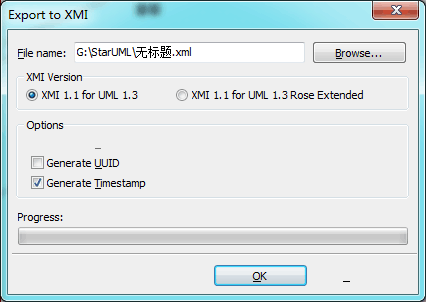 Export to XMI
File name: G:\StarUML\无标题.xml Browse...
XMI Version
XMI 1.1 for UML 1.3 XMI 1.1 for UML 1.3 Rose Extended
Options
Generate UUID
Generate Timestamp
Progress:
OK